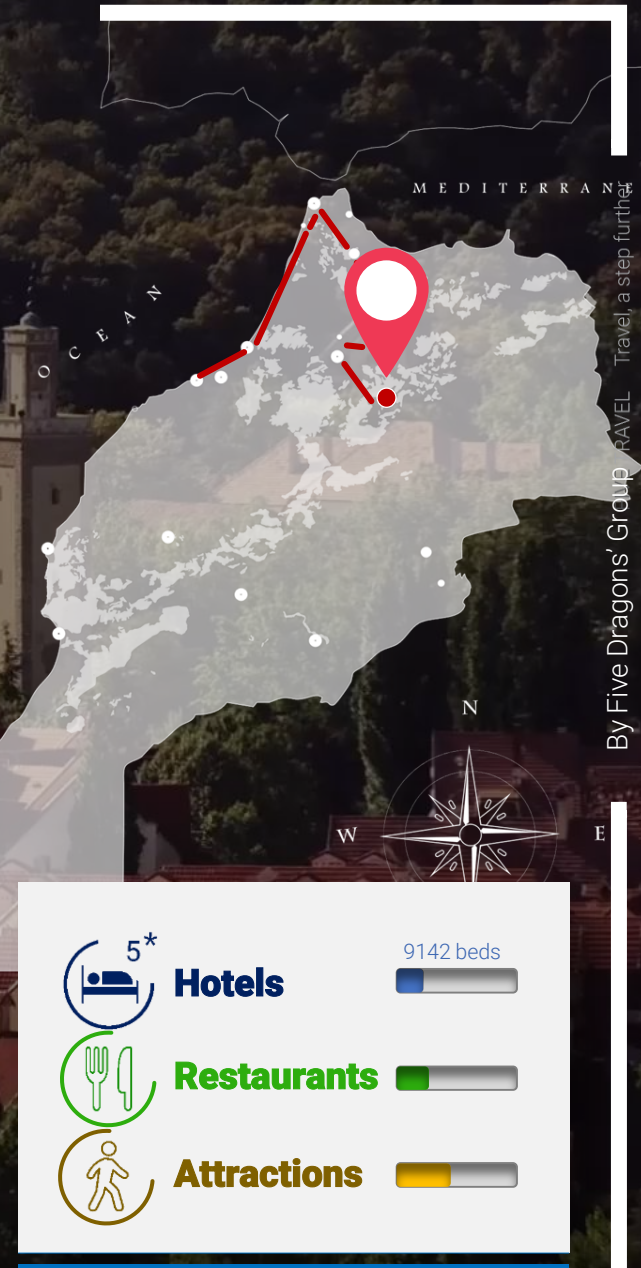 MEDITERRANE
OCEAN
Travel, a step further
RAVEL
By Five Dragons' Group
N
W
E
5*
9142 beds
Hotels
Restaurants
Attractions